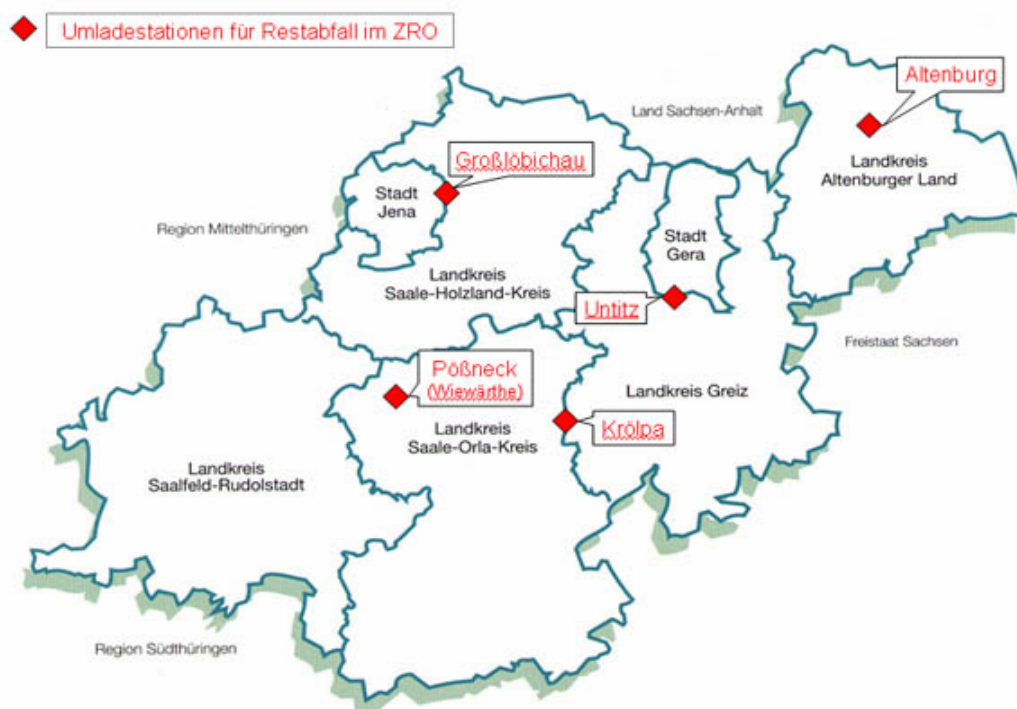 Umladestationen für Restabfall im ZRO
Altenburg
Land Sachsen-Anhalt
Großlöbichau
Landkreis
Altenburger Land
Stadt
Jena
Region Mittelthüringen
Stadt
Gera
Landkreis
Saale-Holzland-Kreis
Untitz
Freistaat Sachsen
Pößneck
(Wiewärthe)
Landkreis Greiz
Krölpa
Landkreis
Saale-Orla-Kreis
Landkreis
Saalfeld-Rudolstadt
Region Südthüringen